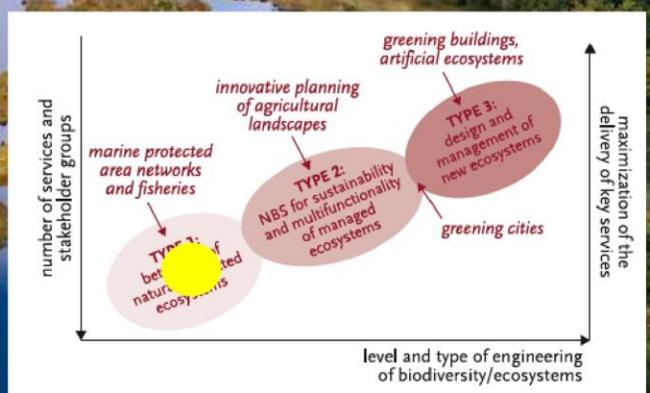 greening buildings,
artificial ecosystems
innovative planning
of agricultural
landscapes
marine protected
area networks
and fisheries
number of services and
stakeholder groups
TYPE 3:
design and
management of
new ecosystems
TYPE 2:
NBS for sustainability
and multifunctionality
of managed
ecosystems
of
greening cities
maximization of the
delivery of key services
level and type of engineering
of biodiversity/ecosystems